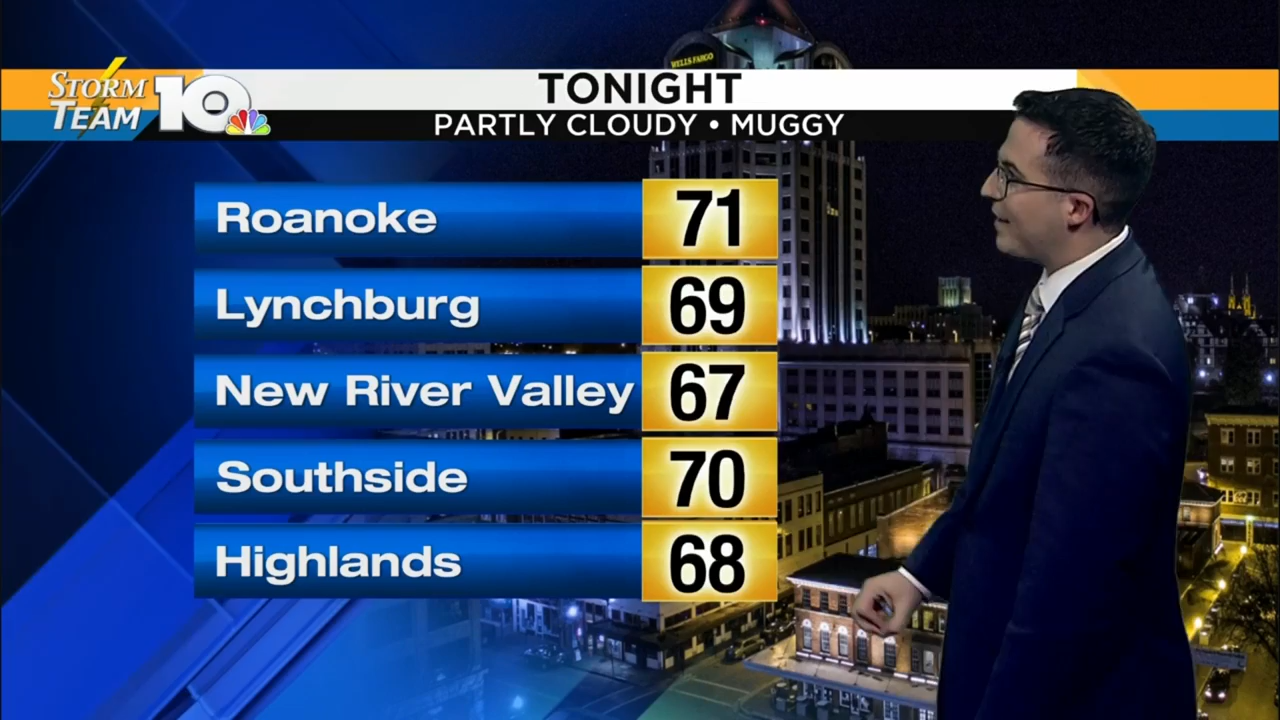 WELLS FARGO
STORM
TEAM 10
TONIGHT
PARTLY CLOUDY • MUGGY
Roanoke 71
Lynchburg 69
New River Valley 67
Southside 70
Highlands 68